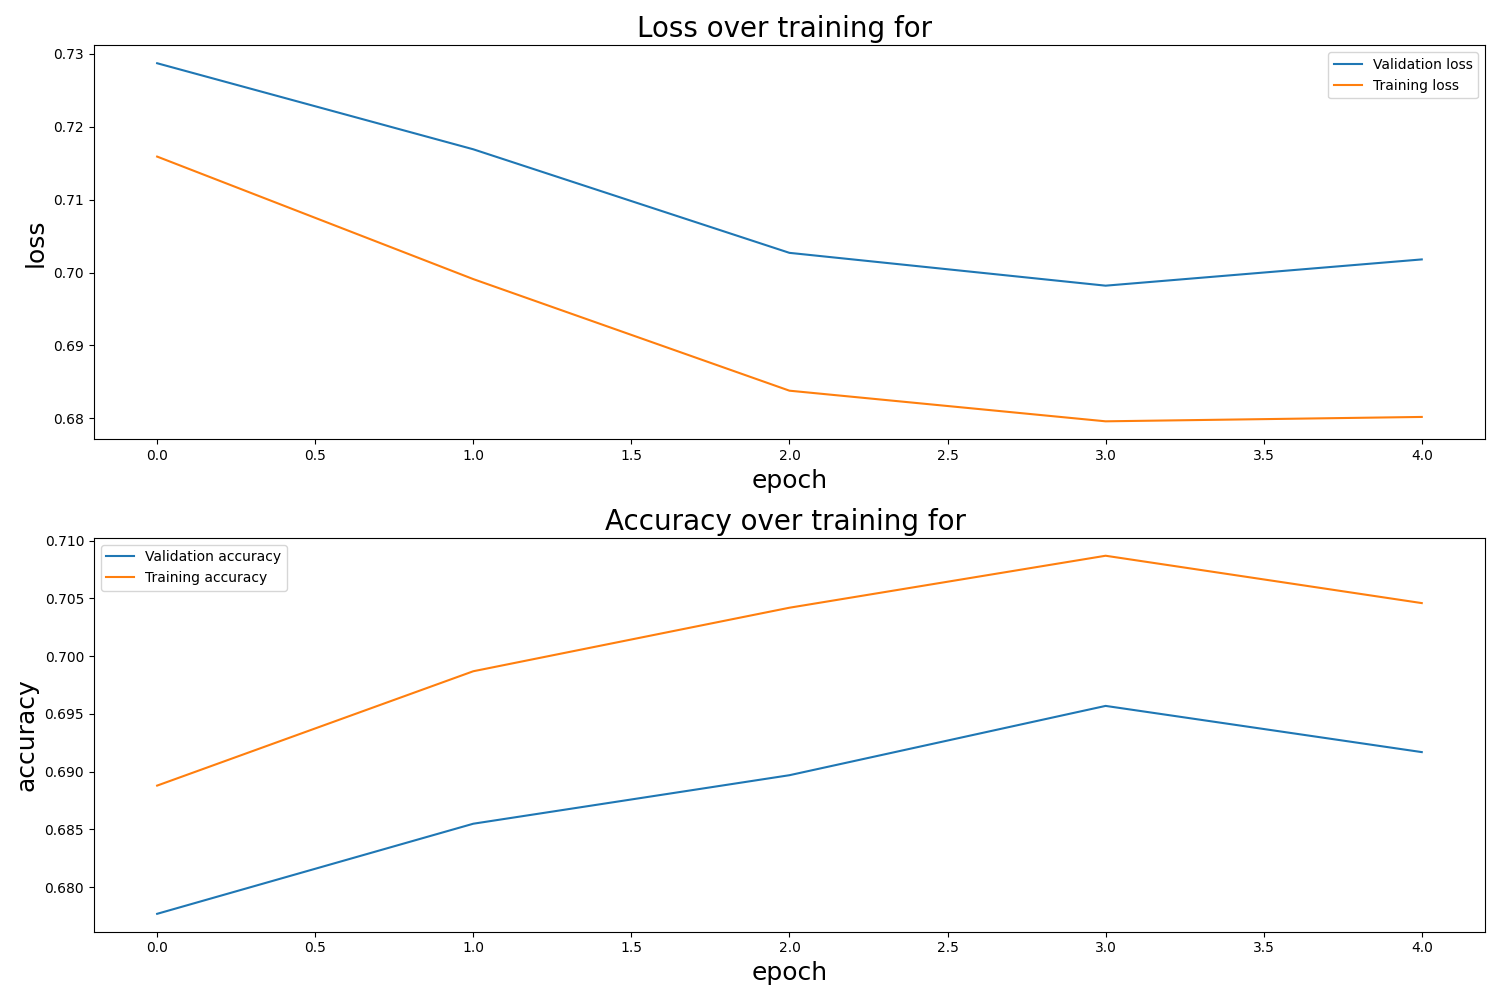 Loss over training for
0.73
0.72
0.71
0.70
0.69
0.68
loss
Validation loss
Training loss
0.0 0.5 1.0 1.5 2.0 2.5 3.0 3.5 4.0
epoch
Accuracy over training for
0.710
0.705
0.700
0.695
0.690
0.685
0.680
accuracy
Validation accuracy
Training accuracy
0.0 0.5 1.0 1.5 2.0 2.5 3.0 3.5 4.0
epoch